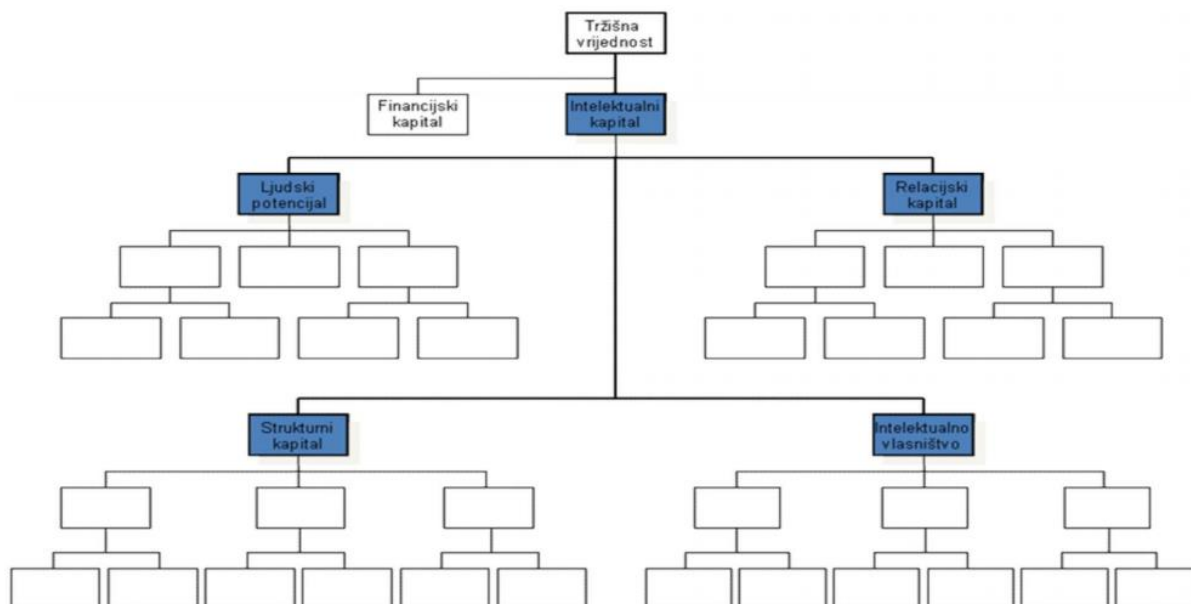 Tržišna
vrijednost
Financijski
kapital
Intelektualni
kapital
Ljudski
potencijal
Relacijski
kapital
Strukturni
kapital
Intelektualno
vlasništvo